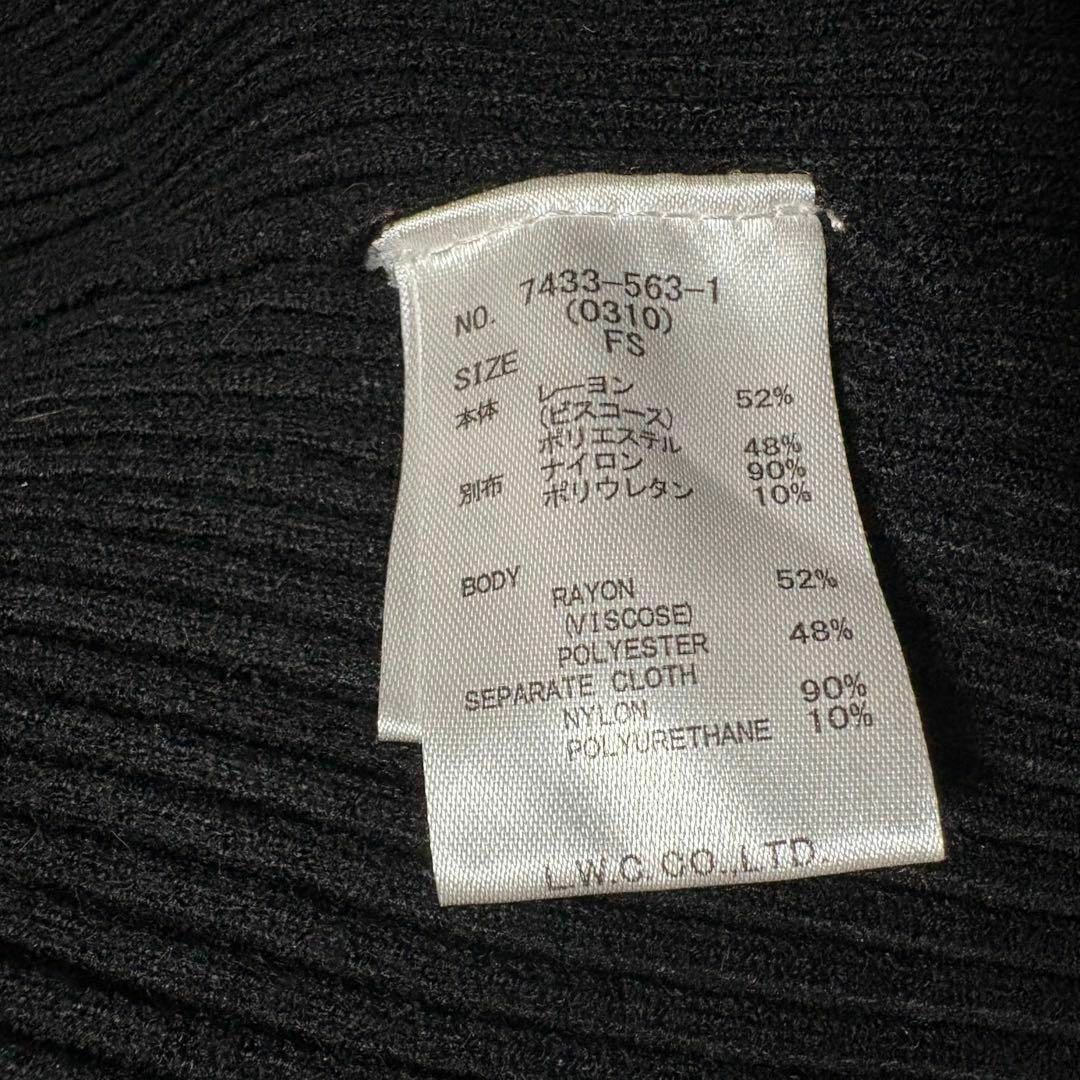 NO. 7433-563-1
(0310)
SIZE FS
本体 レーヨン 52%
(ビスコース)
ポリエステル 48%
別布 ナイロン 90%
ポリウレタン 10%
BODY RAYON 52%
(VISCOSE)
POLYESTER 48%
SEPARATE CLOTH
NYLON 90%
POLYURETHANE 10%
L.W.C. CO.,LTD.